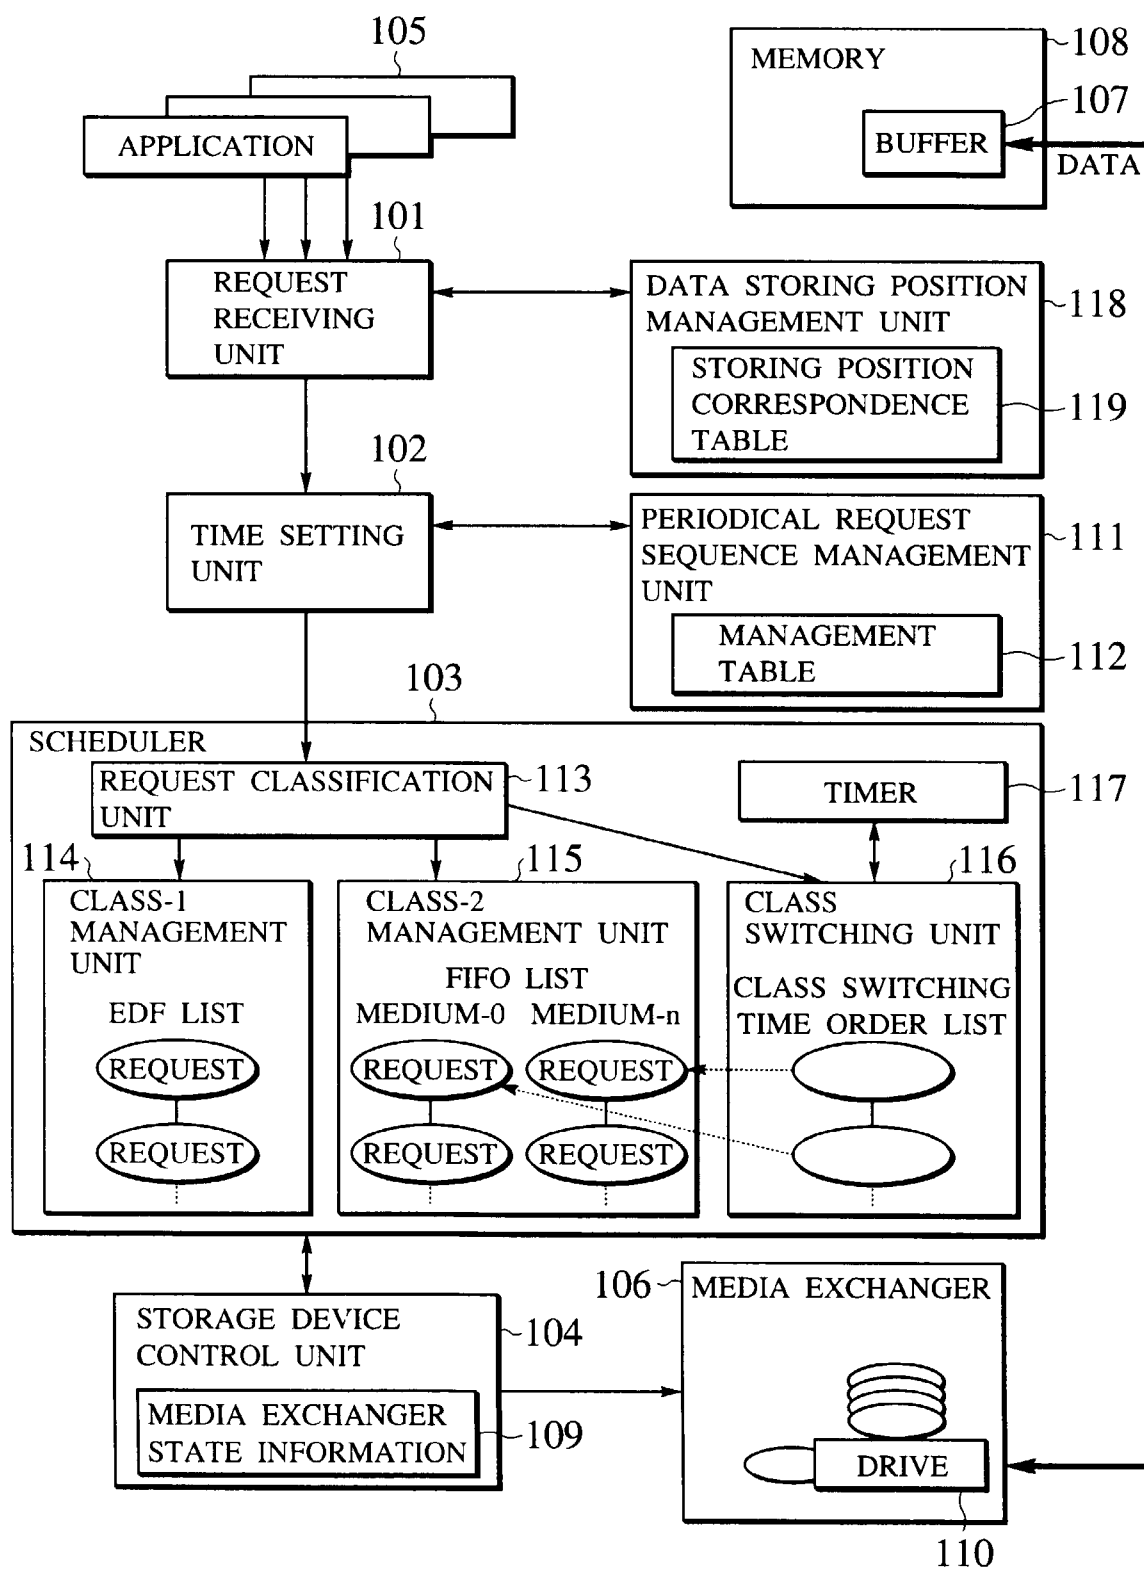 105
APPLICATION
108
MEMORY
107
BUFFER
DATA
101
REQUEST
RECEIVING
UNIT
118
DATA STORING POSITION
MANAGEMENT UNIT
STORING POSITION
CORRESPONDENCE
TABLE
119
102
TIME SETTING
UNIT
PERIODICAL REQUEST
SEQUENCE MANAGEMENT
UNIT
111
MANAGEMENT
TABLE
112
103
SCHEDULER
REQUEST CLASSIFICATION
UNIT
113
TIMER
117
114
CLASS-1
MANAGEMENT
UNIT
EDF LIST
REQUEST
REQUEST
115
CLASS-2
MANAGEMENT UNIT
FIFO LIST
MEDIUM-0 MEDIUM-n
REQUEST REQUEST
REQUEST REQUEST
116
CLASS
SWITCHING UNIT
CLASS SWITCHING
TIME ORDER LIST
STORAGE DEVICE
CONTROL UNIT
104
MEDIA EXCHANGER
STATE INFORMATION
109
106
MEDIA EXCHANGER
DRIVE
110